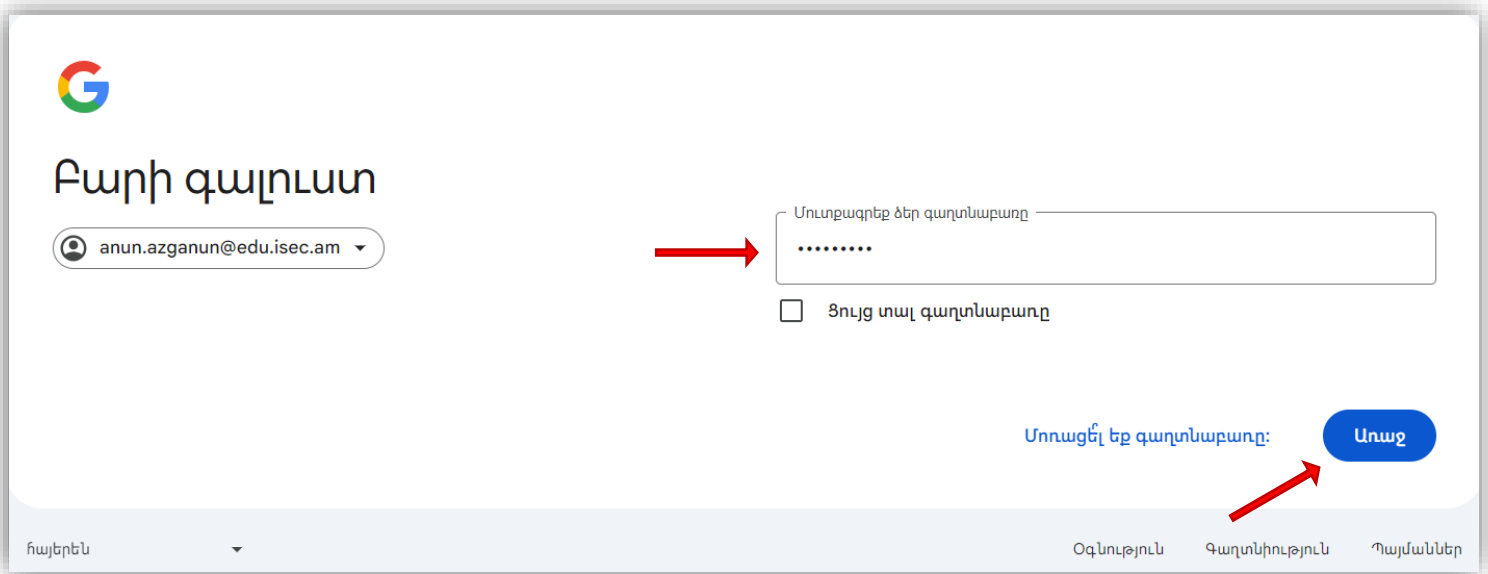 Բարի գալուստ
anun.azganun@edu.isec.am
Մուտքագրեք ձեր գաղտնաբառը
•••••••••
Ցույց տալ գաղտնաբառը
Մոռացե՞լ եք գաղտնաբառը։
Առաջ
հայերեն
Օգնություն Գաղտնիություն Պայմաններ